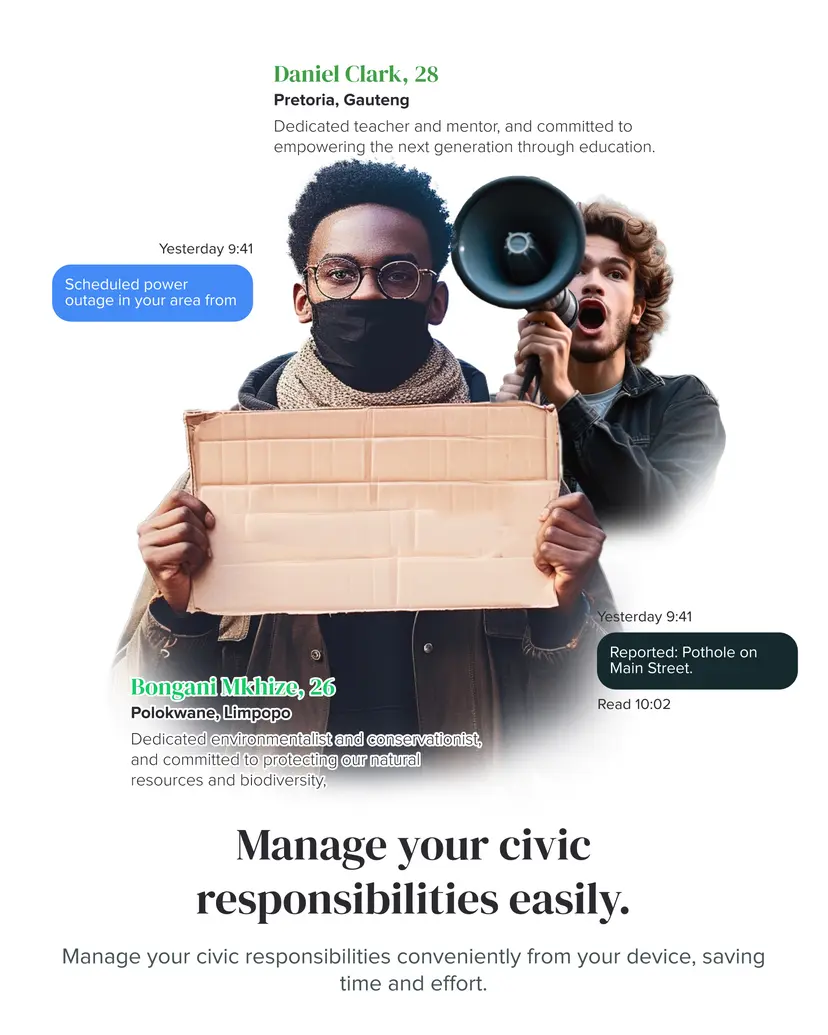 Daniel Clark, 28
Pretoria, Gauteng
Dedicated teacher and mentor, and committed to
empowering the next generation through education.
Yesterday 9:41
Scheduled power
outage in your area from
Yesterday 9:41
Reported: Pothole on
Main Street.
Read 10:02
Bongani Mkhize, 26
Polokwane, Limpopo
Dedicated environmentalist and conservationist,
and committed to protecting our natural
resources and biodiversity,
Manage your civic
responsibilities easily.
Manage your civic responsibilities conveniently from your device, saving
time and effort.